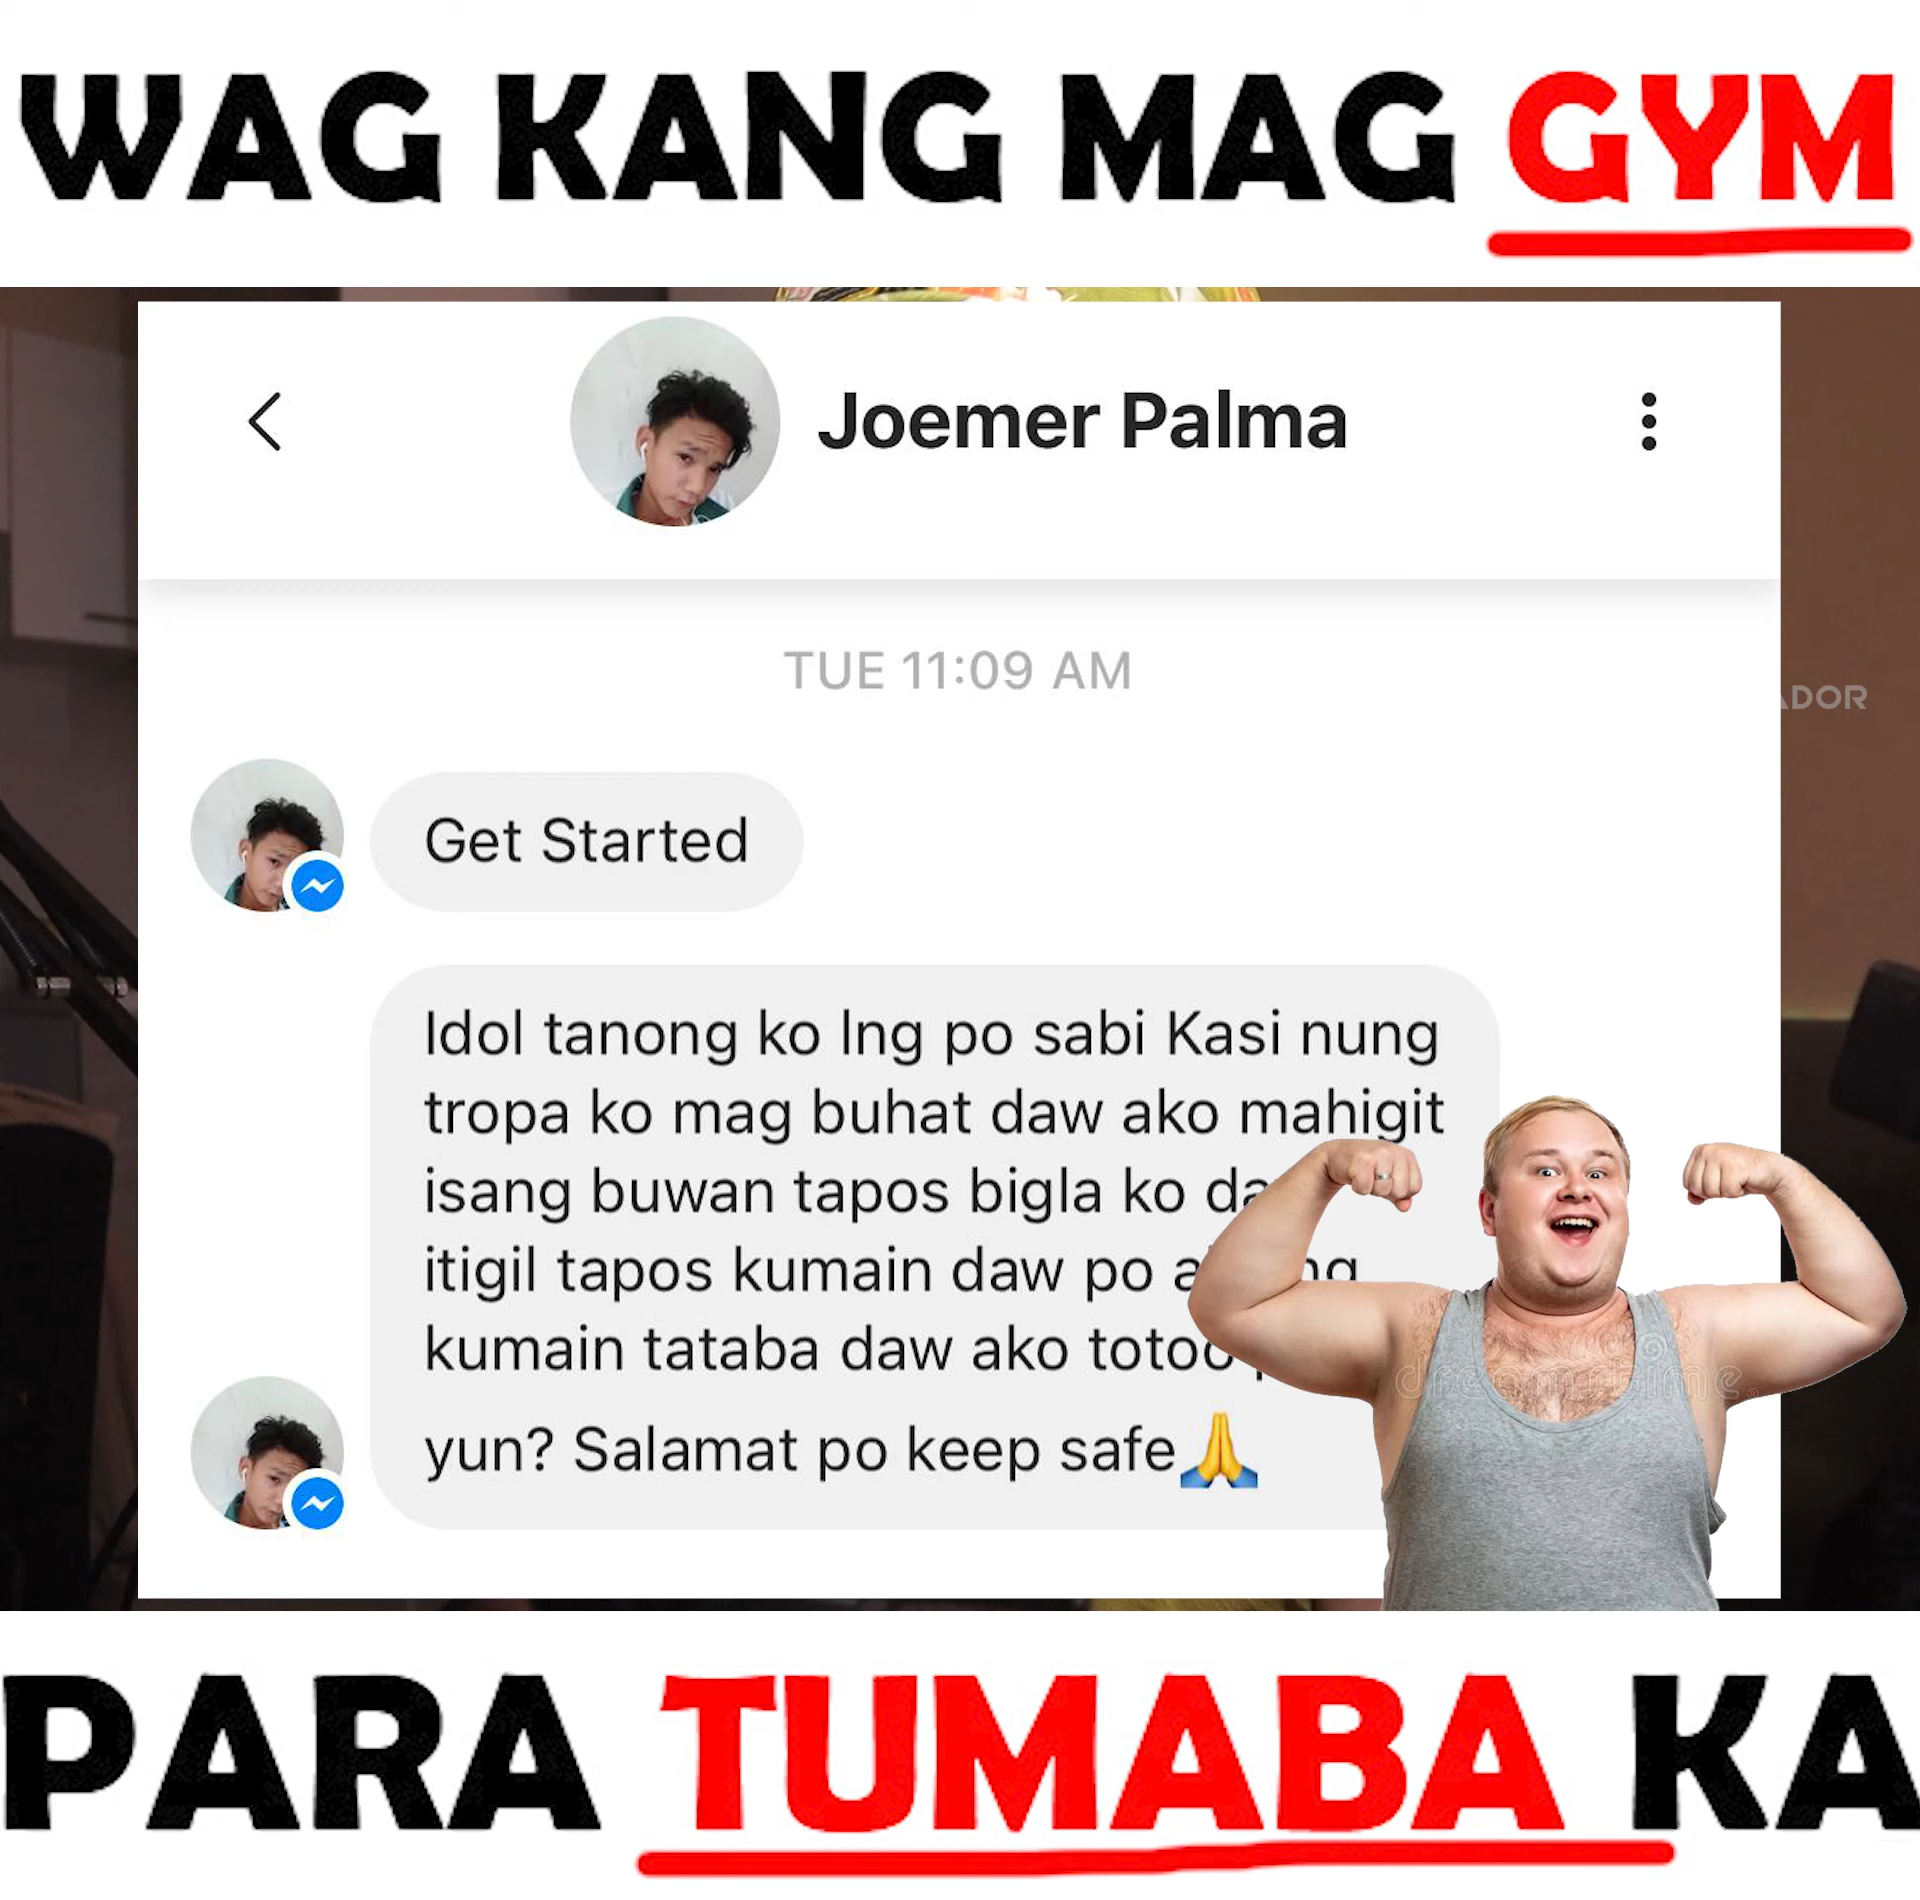 WAG KANG MAG GYM
Joemer Palma
TUE 11:09 AM
ADOR
Get Started
Idol tanong ko lng po sabi Kasi nung
tropa ko mag buhat daw ako mahigit
isang buwan tapos bigla ko
itigil tapos kumain daw po
kumain tataba daw ako
yun? Salamat po keep safe🙏
dreamstime.
PARA TUMABA KA